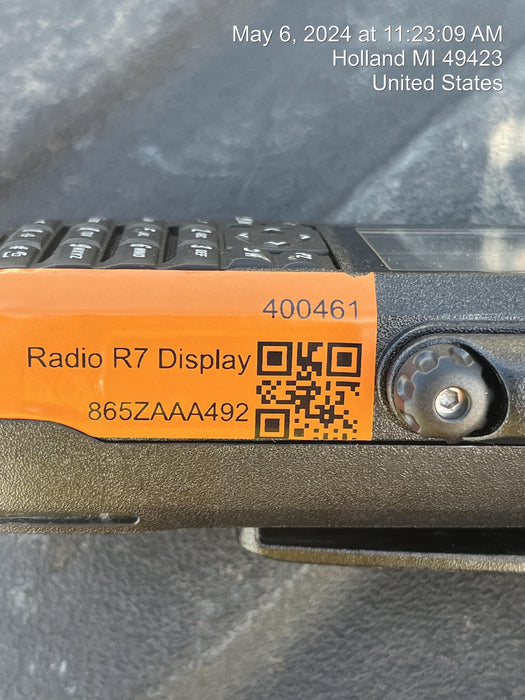 May 6, 2024 at 11:23:09 AM
Holland MI 49423
United States
400461
Radio R7 Display
865ZAAA492